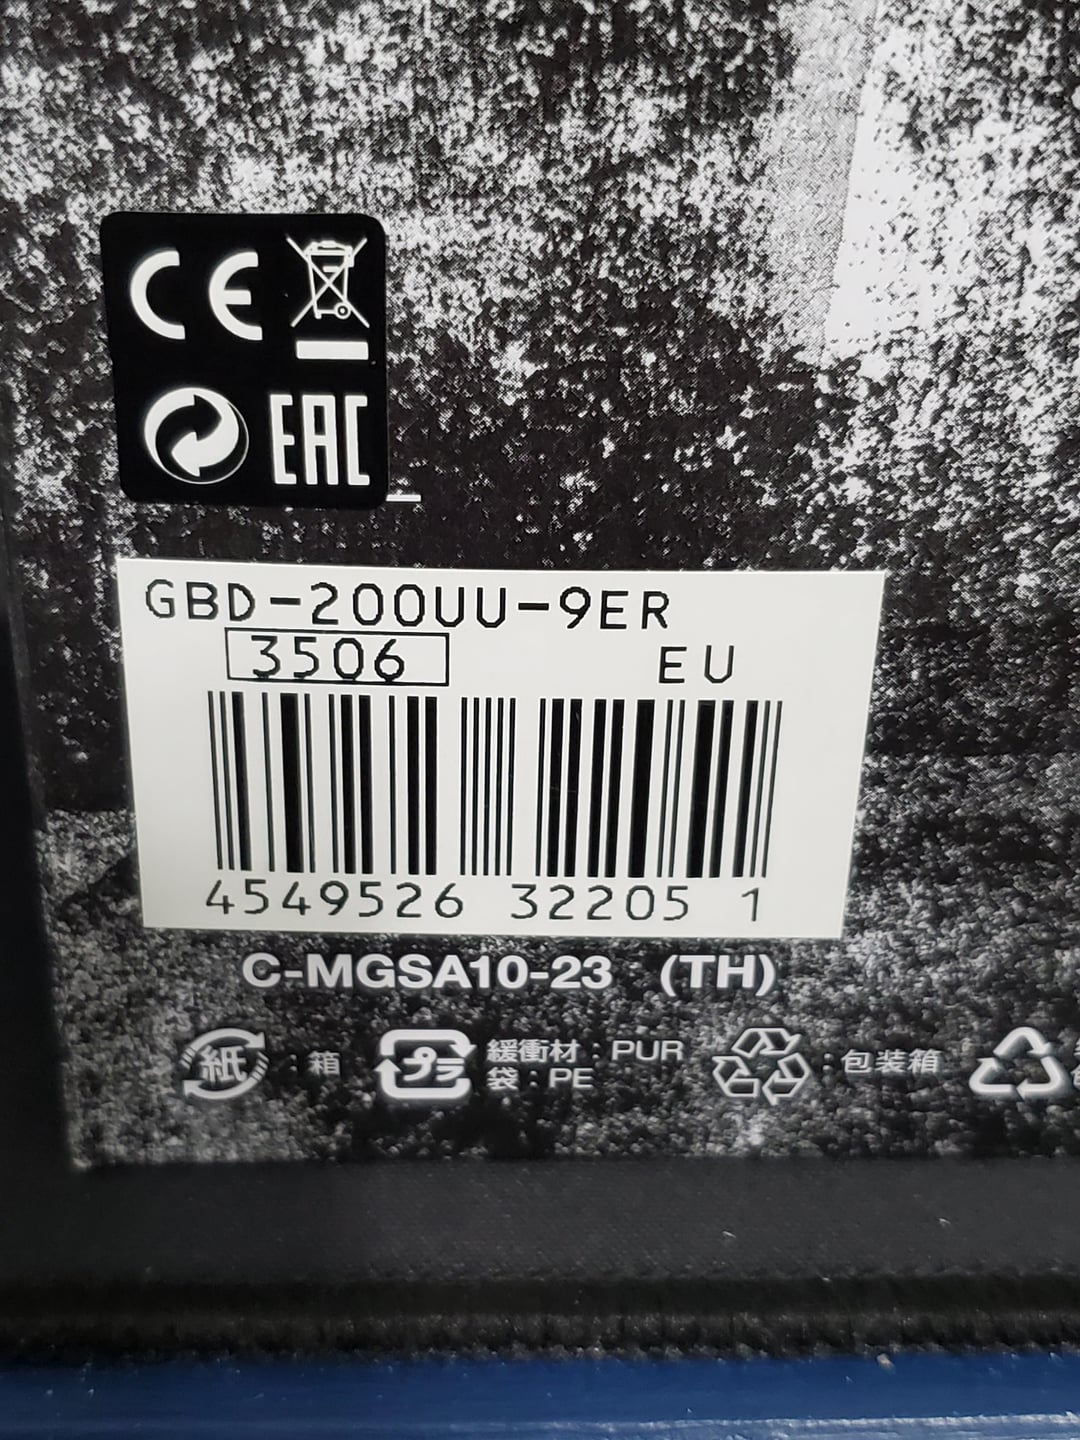 CE
EAC
GBD-200UU-9ER
3506
EU
4549526 32205 1
C-MGSA10-23 (TH)
紙 : 箱
プラ 緩衝材 : PUR
袋 : PE
: 包装箱